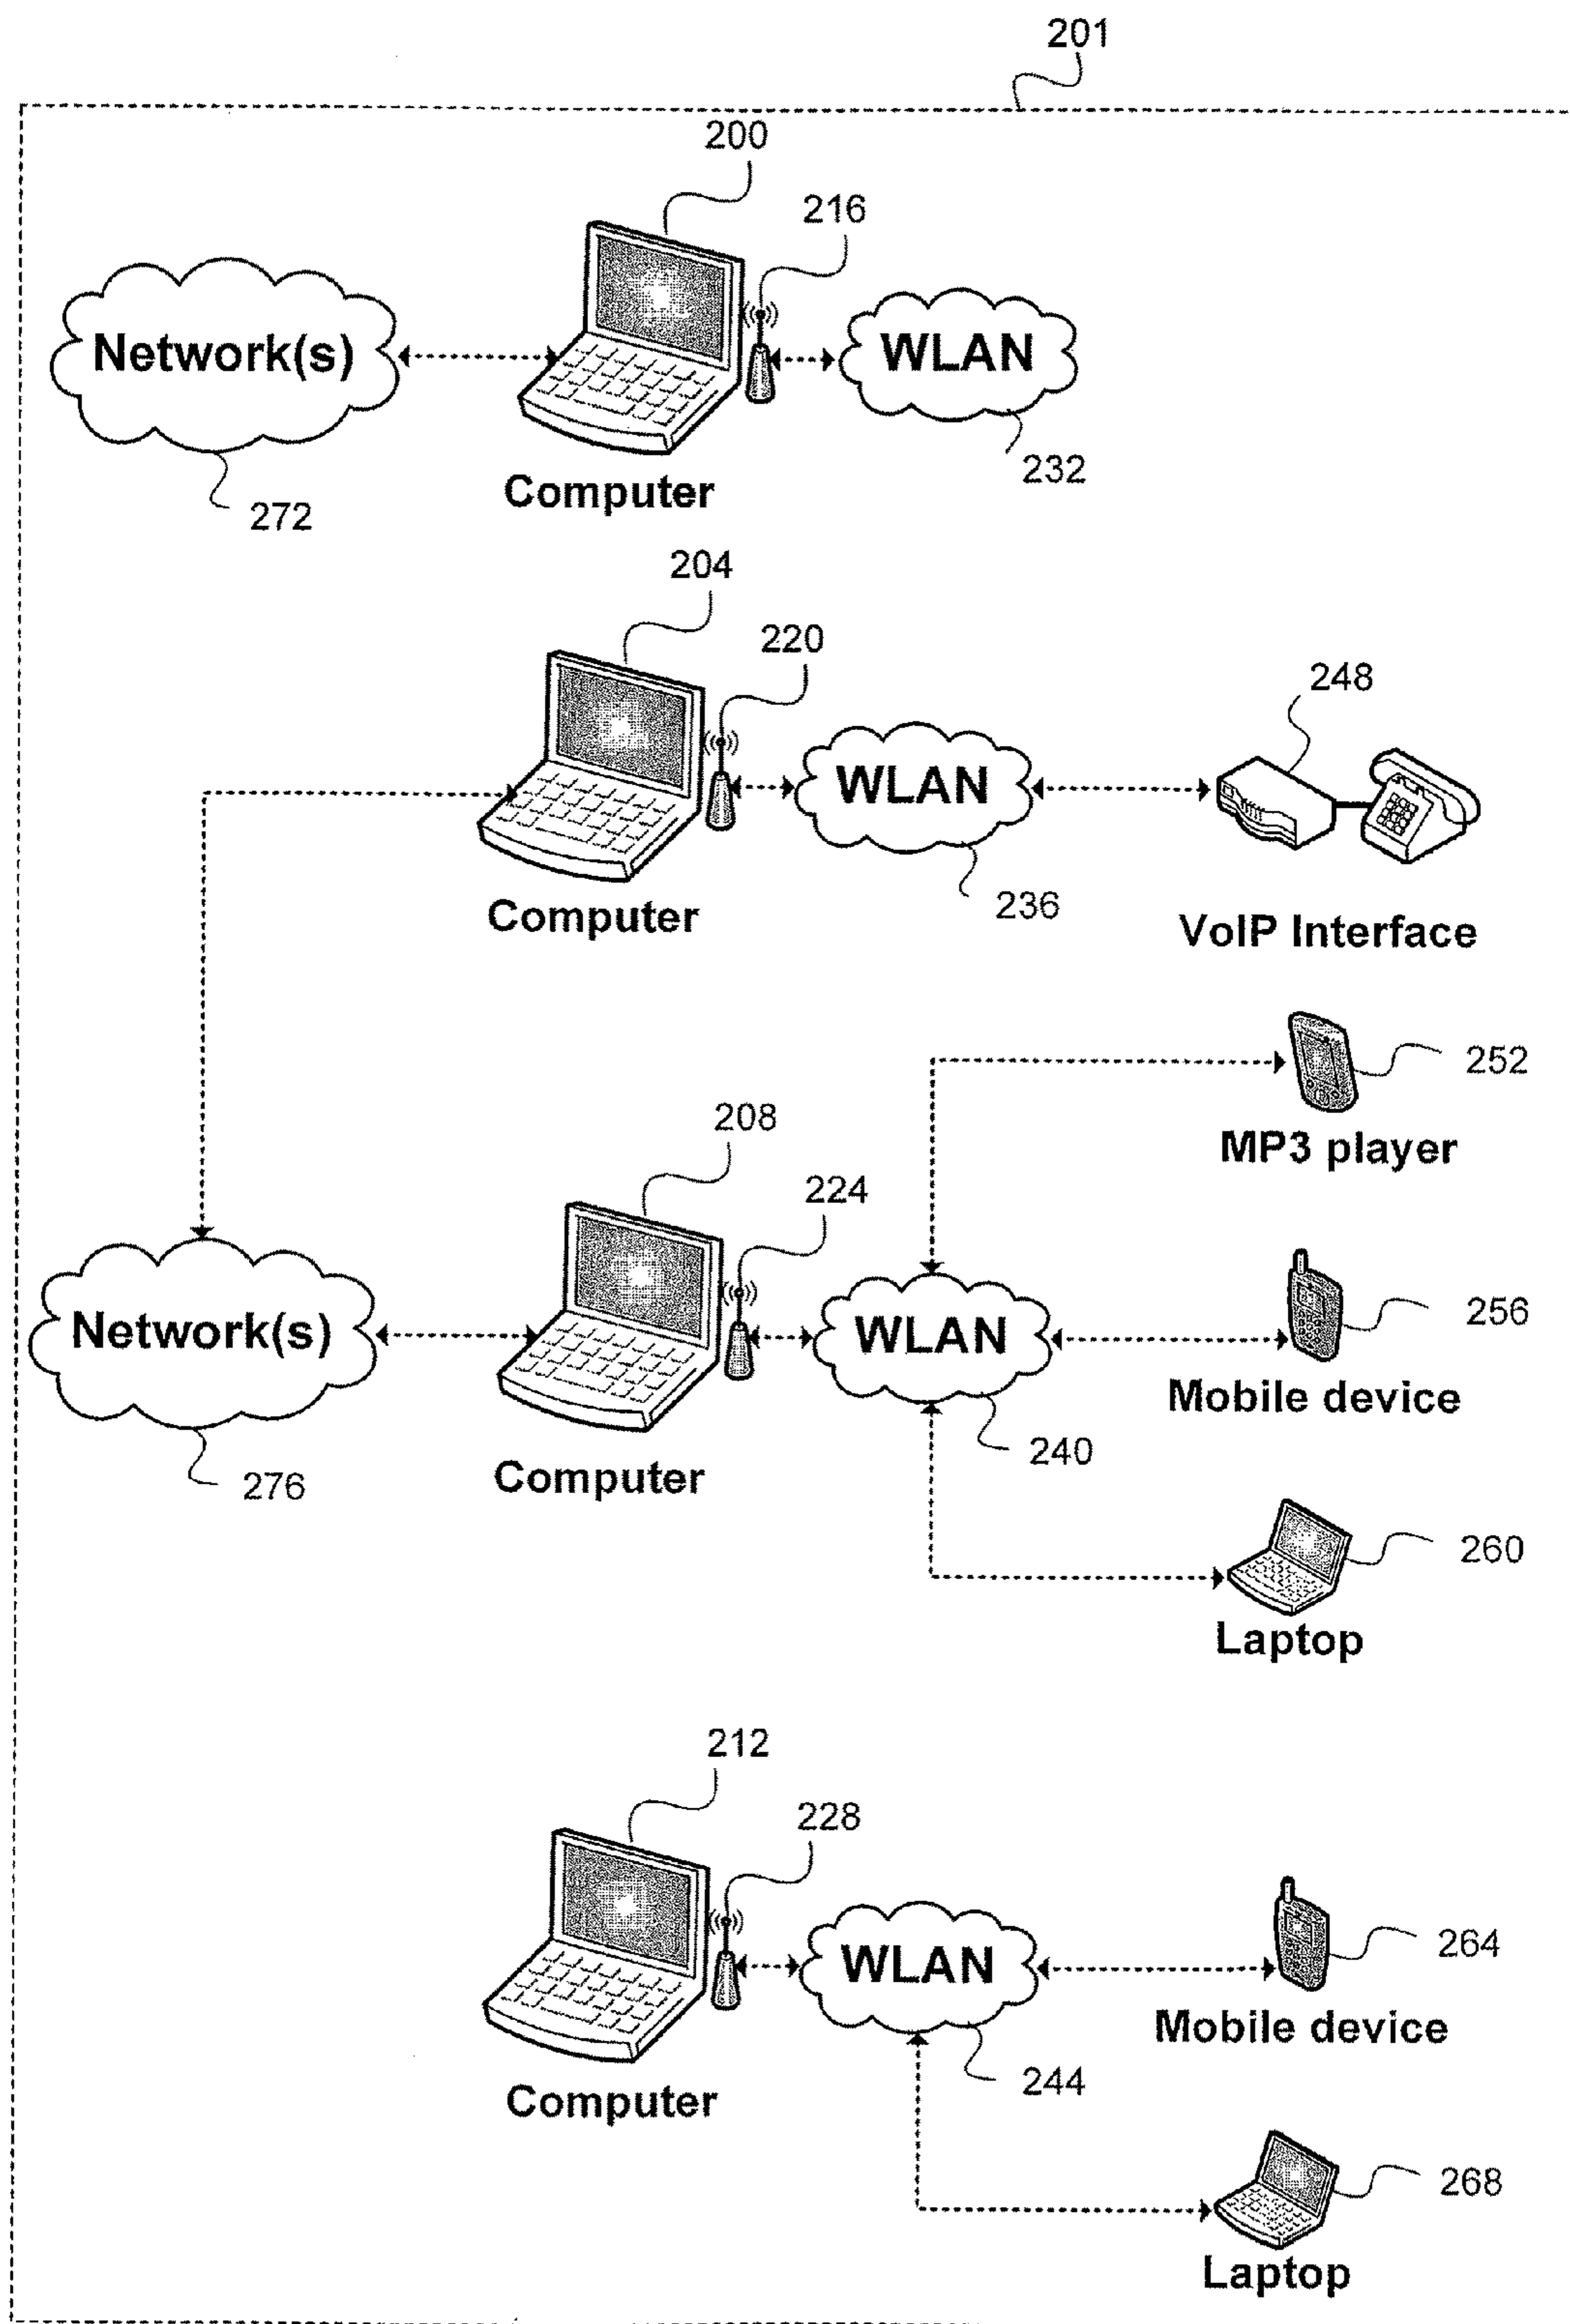 201
200
216
Network(s)
WLAN
232
272
Computer
204
220
248
WLAN
236
Computer
VoIP Interface
252
MP3 player
208
224
256
Network(s)
WLAN
Mobile device
240
276
Computer
260
Laptop
212
228
264
WLAN
Mobile device
244
Computer
268
Laptop